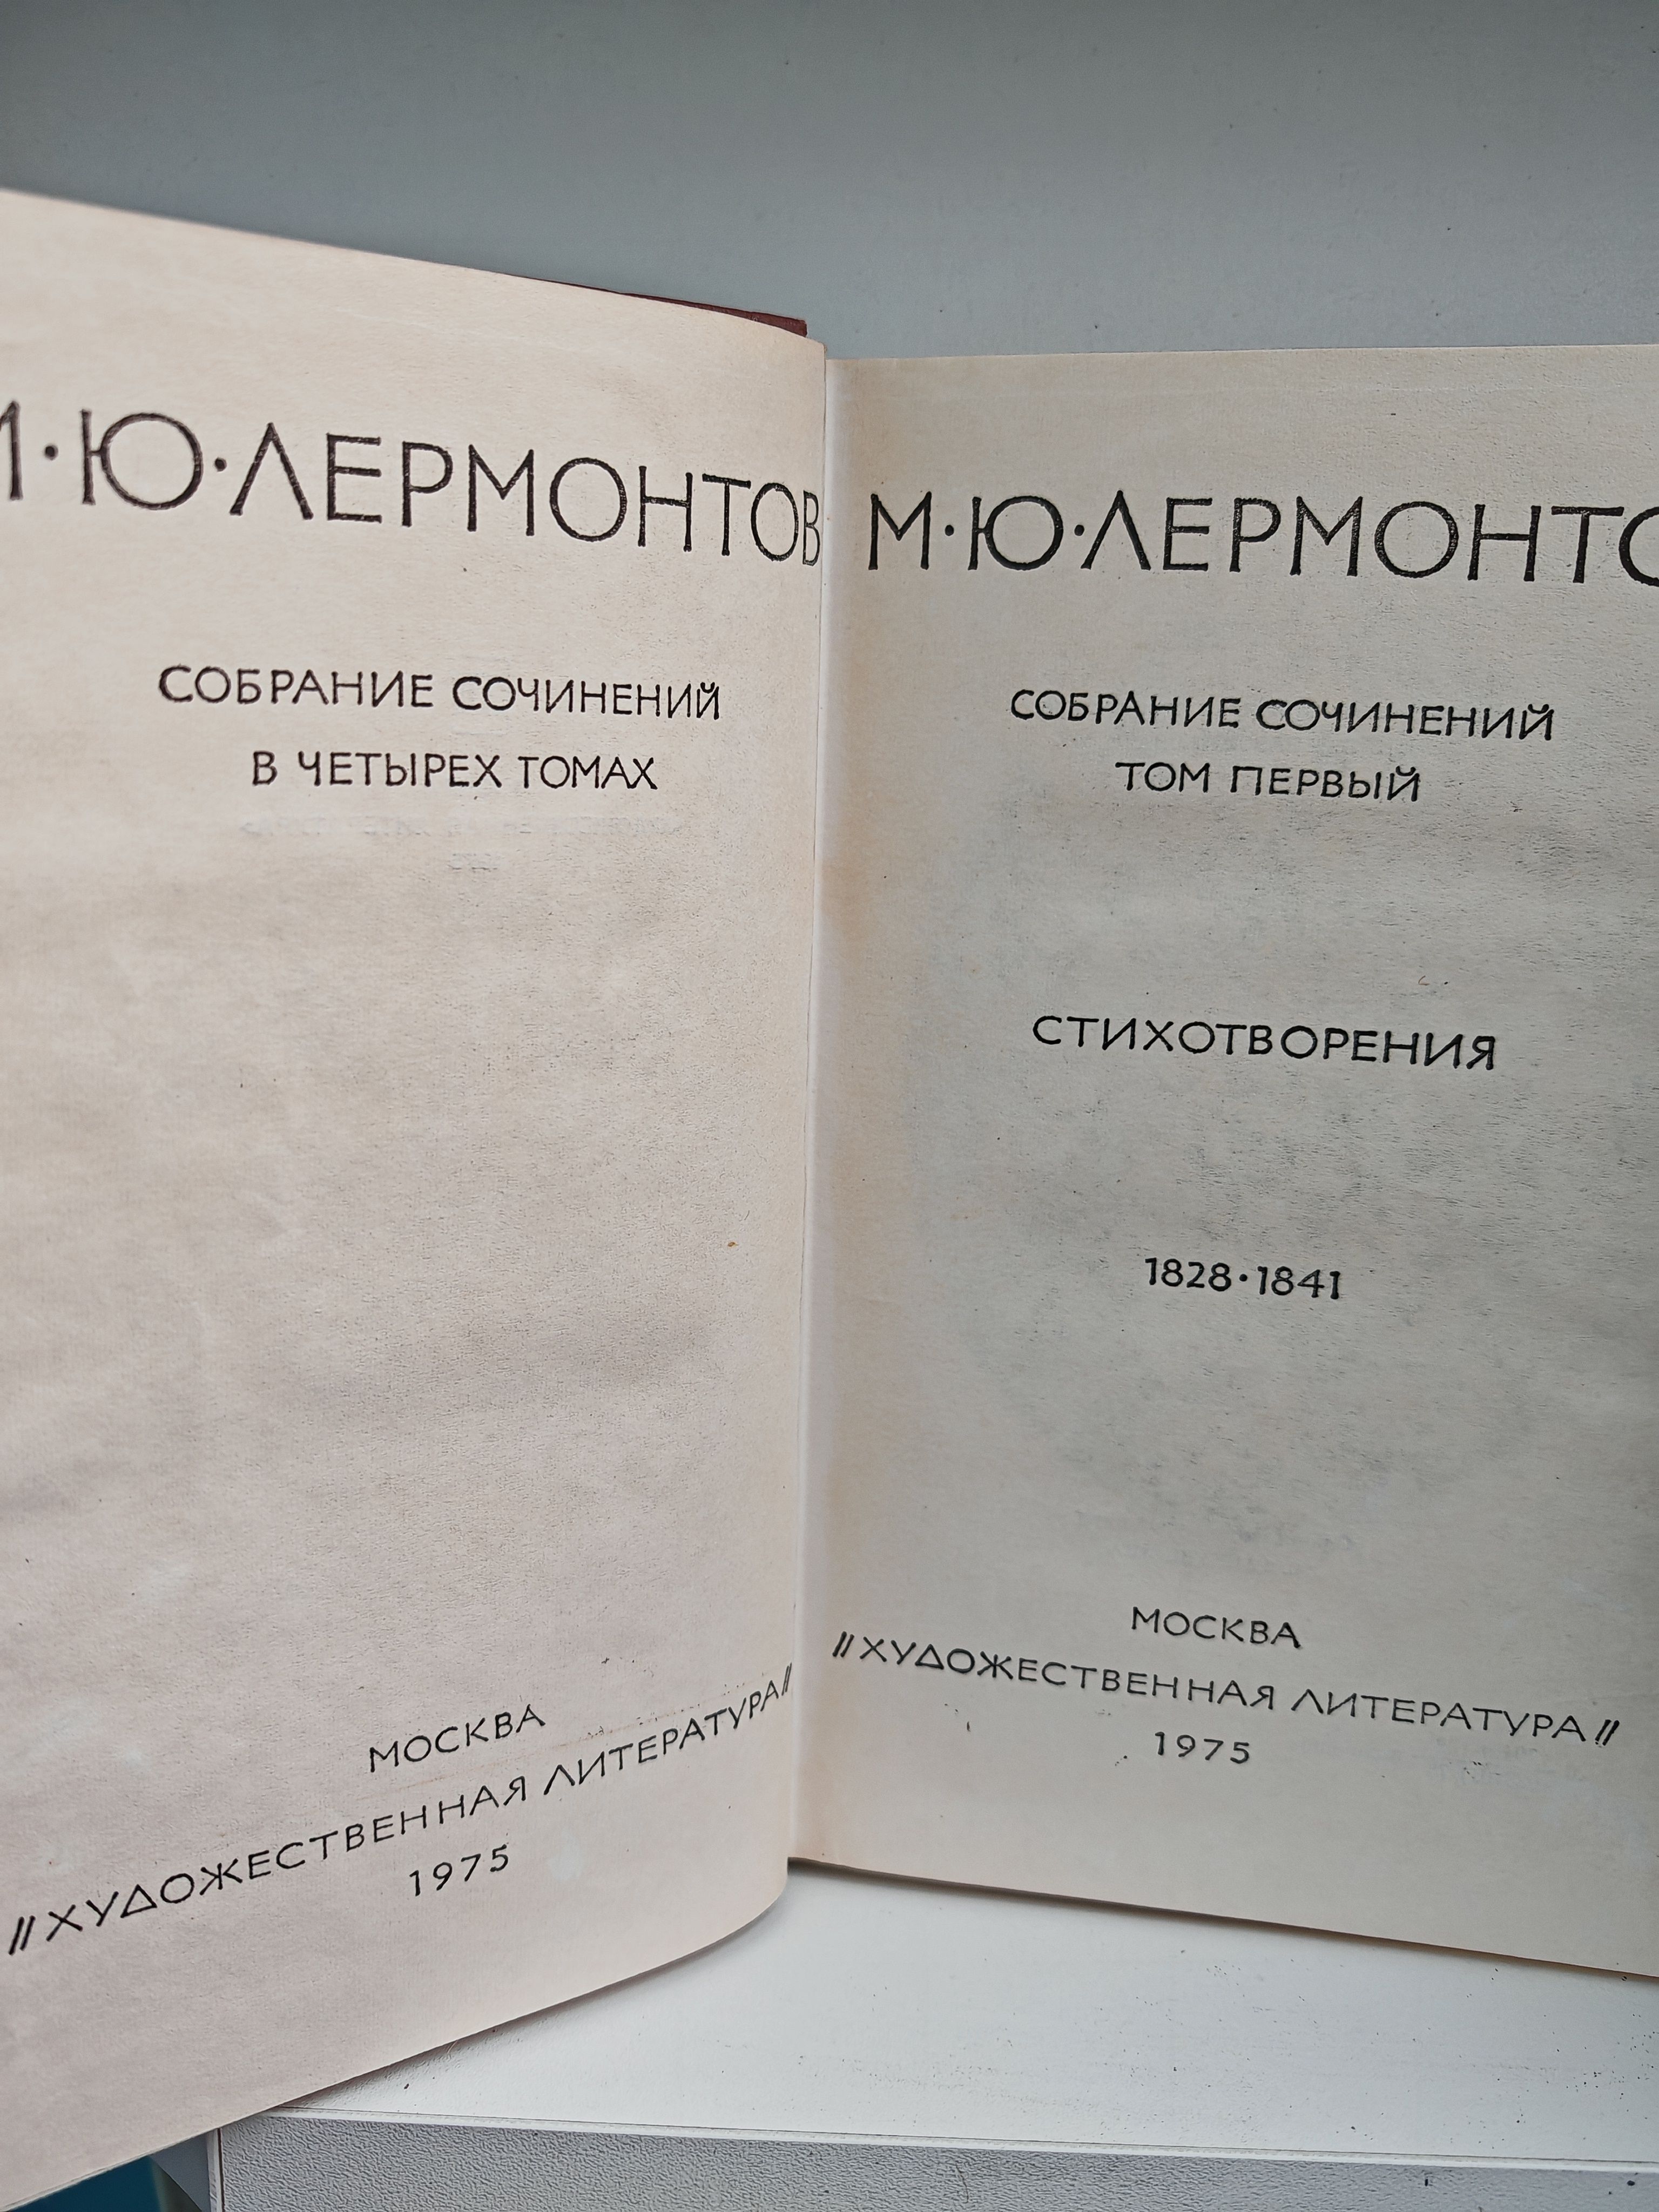 М·Ю·ЛЕРМОНТОВ
СОБРАНИЕ СОЧИНЕНИЙ
В ЧЕТЫРЕХ ТОМАХ
МОСКВА
"ХУДОЖЕСТВЕННАЯ ЛИТЕРАТУРА"
1975
М·Ю·ЛЕРМОНТО
СОБРАНИЕ СОЧИНЕНИЙ
ТОМ ПЕРВЫЙ
СТИХОТВОРЕНИЯ
1828·1841
МОСКВА
"ХУДОЖЕСТВЕННАЯ ЛИТЕРАТУРА"
1975